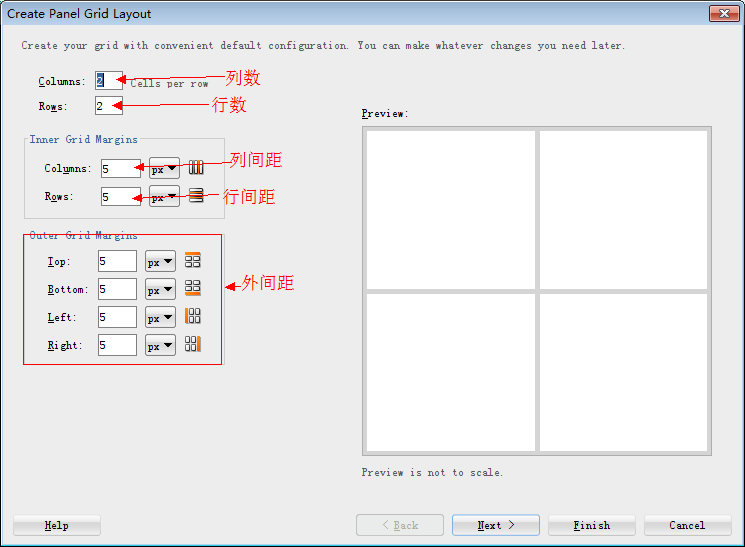 Create Panel Grid Layout
Create your grid with convenient default configuration. You can make whatever changes you need later.
Columns: 2 Cells per row 列数
Rows: 2 行数
Preview:
Inner Grid Margins
Columns: 5 px 列间距
Rows: 5 px 行间距
Outer Grid Margins
Top: 5 px
Bottom: 5 px 外间距
Left: 5 px
Right: 5 px
Preview is not to scale.
Help < Back Next > Finish Cancel